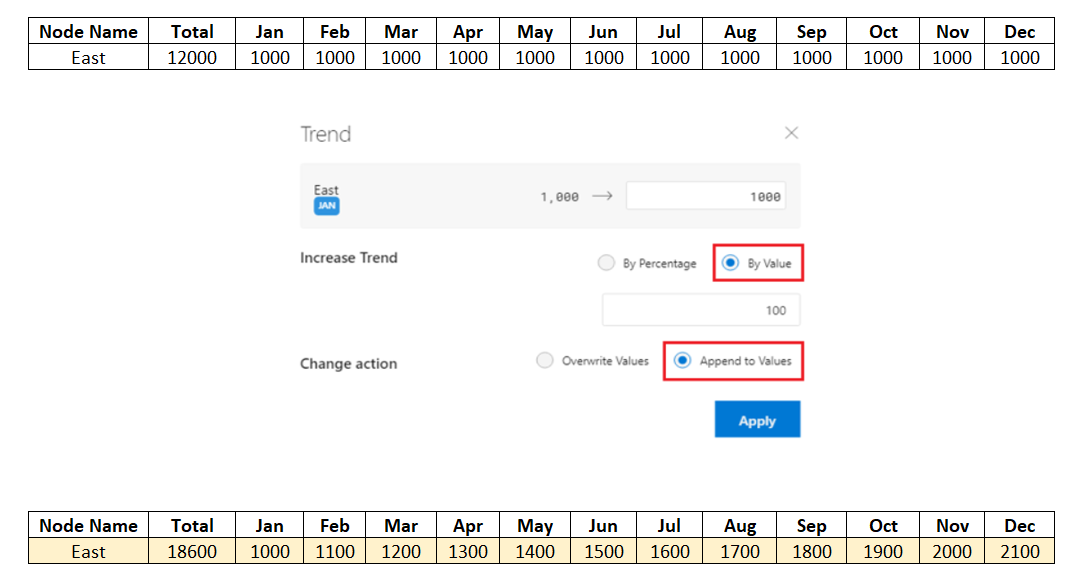 Node Name Total Jan Feb Mar Apr May Jun Jul Aug Sep Oct Nov Dec
East 12000 1000 1000 1000 1000 1000 1000 1000 1000 1000 1000 1000 1000
Trend
East
JAN
1,000 → 1000
Increase Trend By Percentage By Value
100
Change action Overwrite Values Append to Values
Apply
Node Name Total Jan Feb Mar Apr May Jun Jul Aug Sep Oct Nov Dec
East 18600 1000 1100 1200 1300 1400 1500 1600 1700 1800 1900 2000 2100